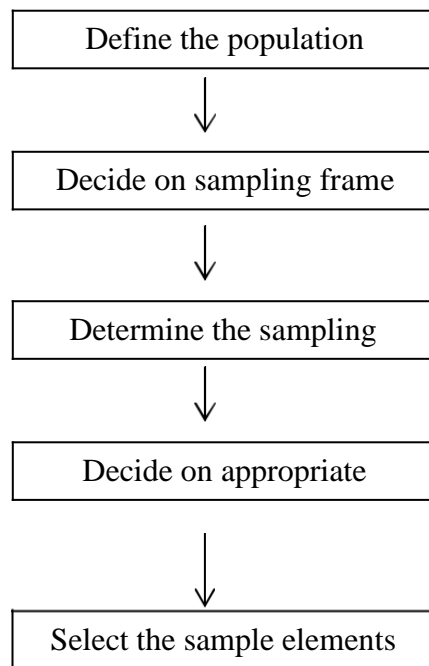 Define the population
Decide on sampling frame
Determine the sampling
Decide on appropriate
Select the sample elements